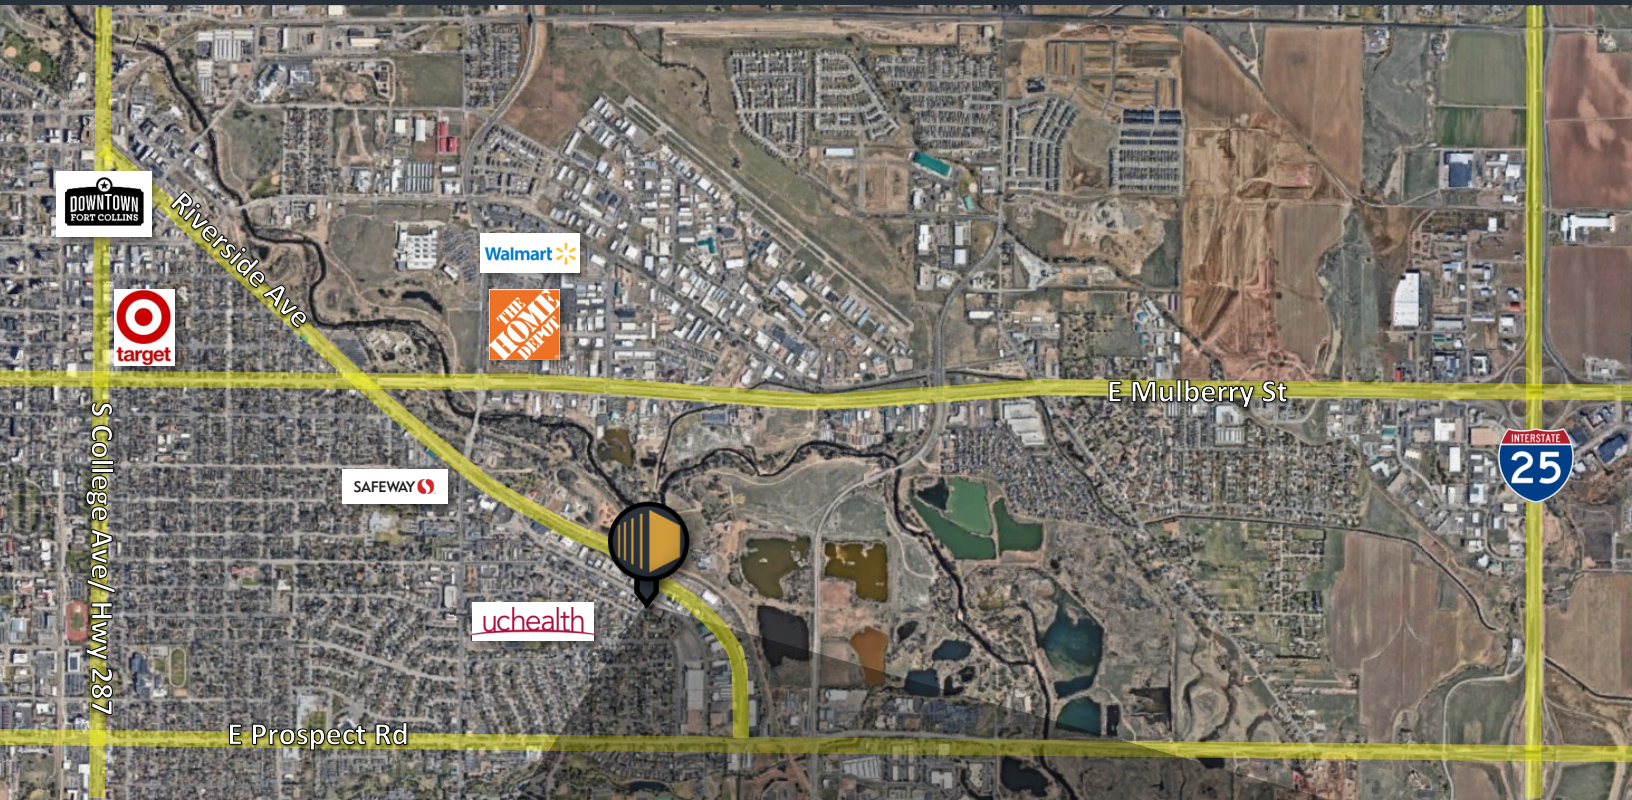 DOWNTOWN
FORT COLLINS
Riverside Ave
Walmart
THE
HOME
DEPOT
target
E Mulberry St
S College Ave/ Hwy 287
INTERSTATE
25
SAFEWAY
uchealth
E Prospect Rd